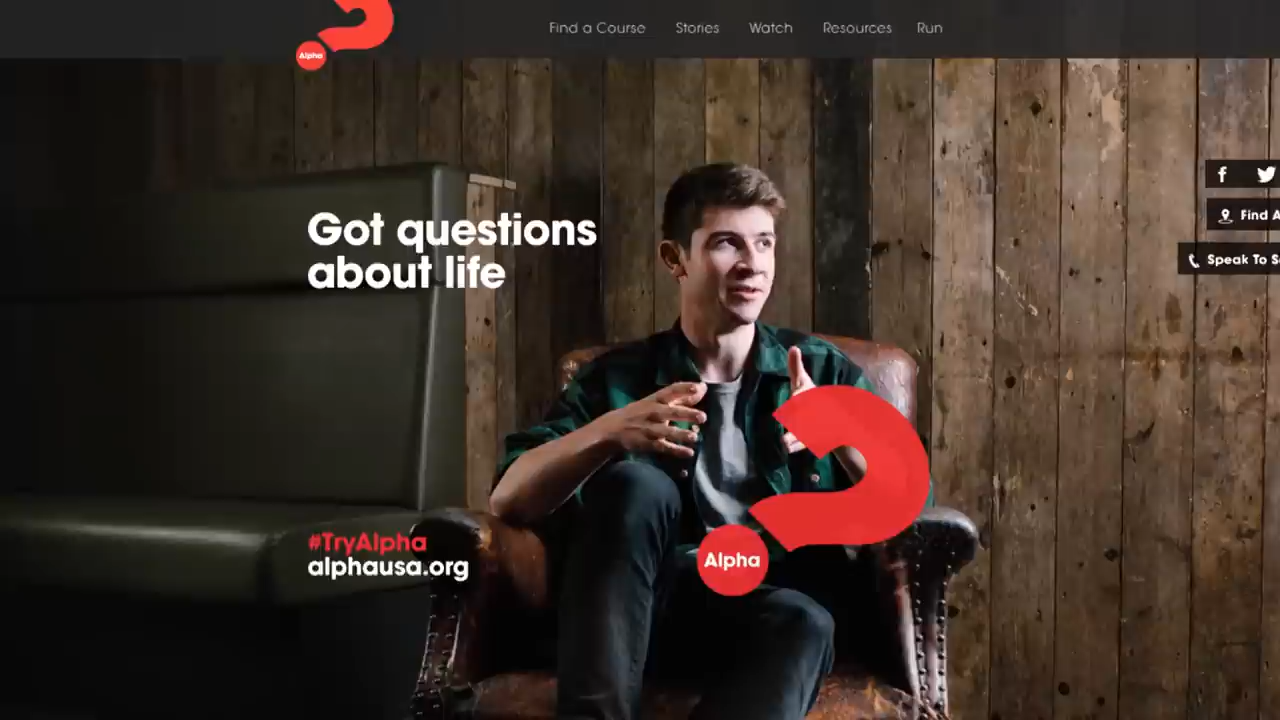 Alpha
Find a Course Stories Watch Resources Run
Find A
Speak To S
Got questions
about life
#TryAlpha
alphausa.org
Alpha